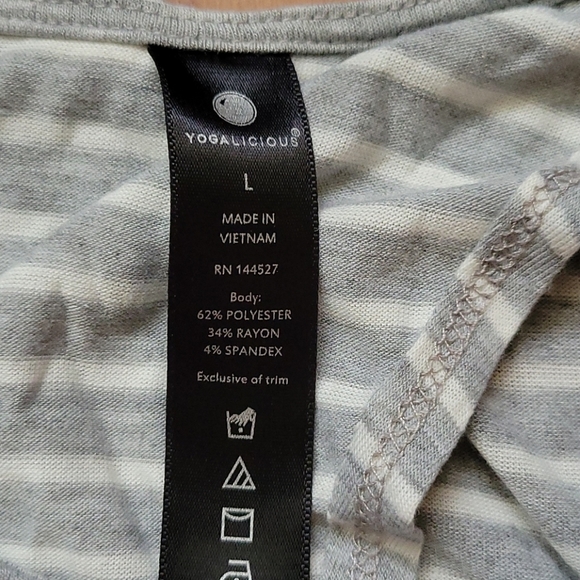 YOGALICIOUS®
L
MADE IN
VIETNAM
RN 144527
Body:
62% POLYESTER
34% RAYON
4% SPANDEX
Exclusive of trim